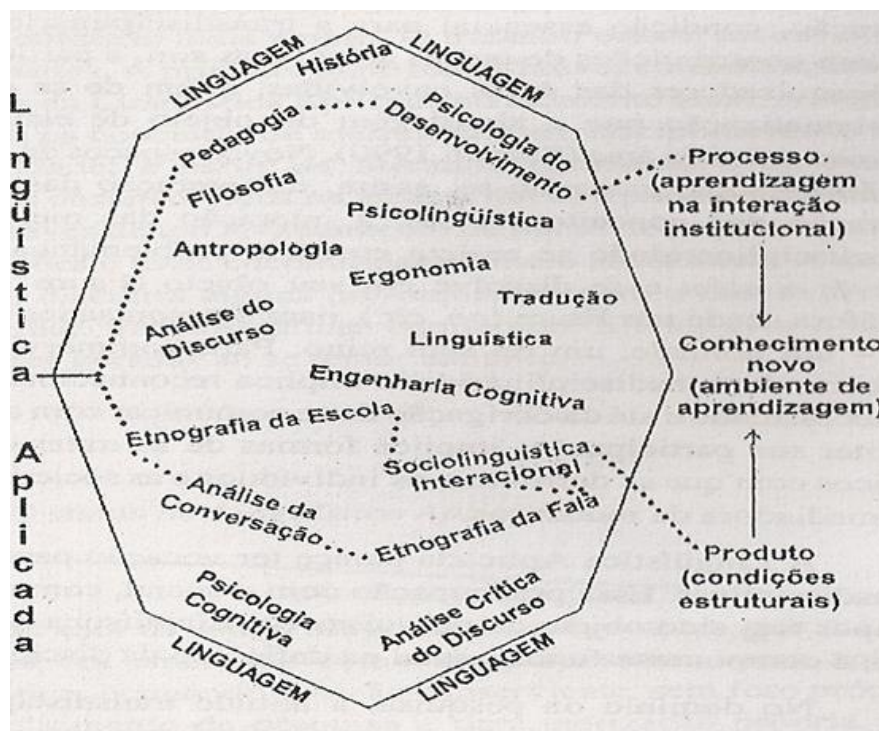 Lingüística Aplicada
LINGUAGEM
LINGUAGEM
História
Pedagogia
Psicologia do
Desenvolvimento
Filosofia
Psicolingüística
Antropologia
Ergonomia
Tradução
Análise do
Discurso
Linguística
Engenharia Cognitiva
Etnografia da Escola
Sociolinguistica
Interacional
Análise da
Conversação
Etnografia da Fala
Psicologia
Cognitiva
Análise Crítica
do Discurso
LINGUAGEM
LINGUAGEM
Processo
(aprendizagem
na interação
institucional)
Conhecimento
novo
(ambiente de
aprendizagem)
Produto
(condições
estruturais)